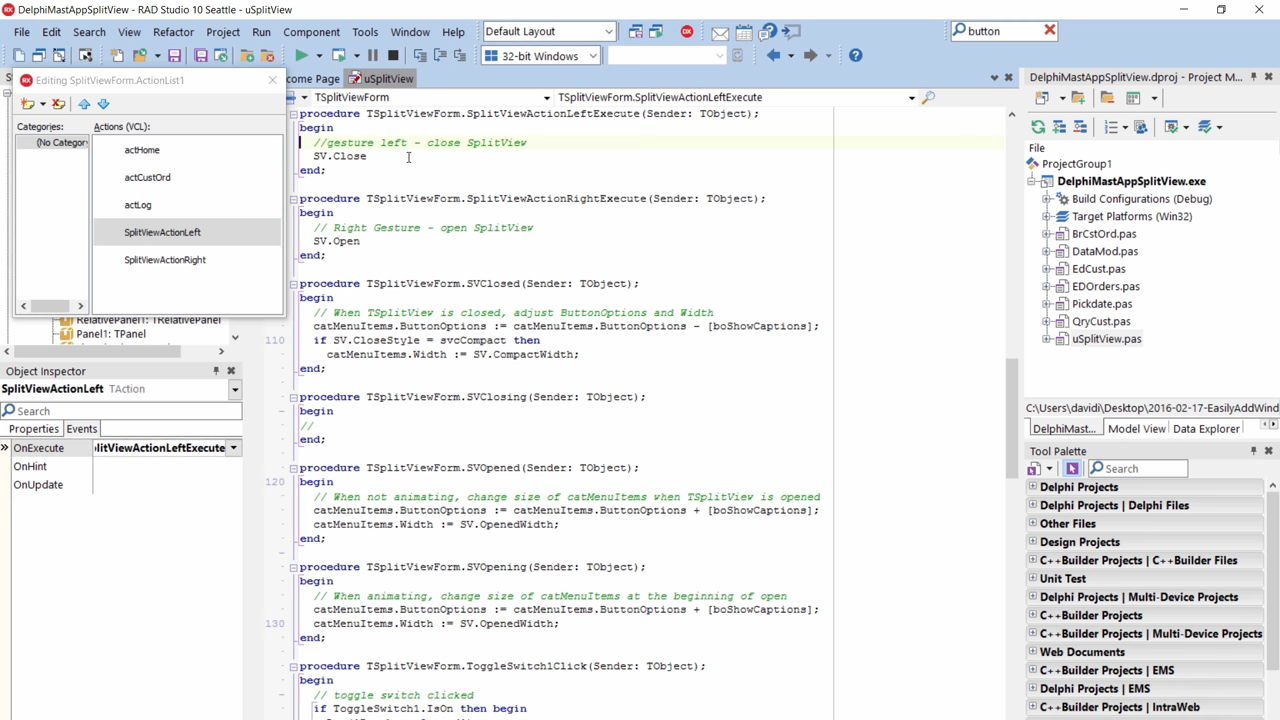 DelphiMastAppSplitView - RAD Studio 10 Seattle - uSplitView
File Edit Search View Refactor Project Run Component Tools Window Help
Default Layout
button
32-bit Windows
Editing SplitViewForm.ActionList1
Categories:
Actions (VCL):
(No Categor
actHome
actCustOrd
actLog
SplitViewActionLeft
SplitViewActionRight
RelativePanel1: TRelativePanel
Panel1: TPanel
Object Inspector
SplitViewActionLeft TAction
Search
Properties Events
OnExecute litViewActionLeftExecute
OnHint
OnUpdate
ome Page uSplitView
TSplitViewForm TSplitViewForm.SplitViewActionLeftExecute
procedure TSplitViewForm.SplitViewActionLeftExecute(Sender: TObject);
begin
//gesture left - close SplitView
SV.Close
end;
procedure TSplitViewForm.SplitViewActionRightExecute(Sender: TObject);
begin
// Right Gesture - open SplitView
SV.Open
end;
procedure TSplitViewForm.SVClosed(Sender: TObject);
begin
// When TSplitView is closed, adjust ButtonOptions and Width
catMenuItems.ButtonOptions := catMenuItems.ButtonOptions - [boShowCaptions];
110 if SV.CloseStyle = svcCompact then
catMenuItems.Width := SV.CompactWidth;
end;
procedure TSplitViewForm.SVClosing(Sender: TObject);
begin
//
end;
procedure TSplitViewForm.SVOpened(Sender: TObject);
120 begin
// When not animating, change size of catMenuItems when TSplitView is opened
catMenuItems.ButtonOptions := catMenuItems.ButtonOptions + [boShowCaptions];
catMenuItems.Width := SV.OpenedWidth;
end;
procedure TSplitViewForm.SVOpening(Sender: TObject);
begin
// When animating, change size of catMenuItems at the beginning of open
catMenuItems.ButtonOptions := catMenuItems.ButtonOptions + [boShowCaptions];
130 catMenuItems.Width := SV.OpenedWidth;
end;
procedure TSplitViewForm.ToggleSwitch1Click(Sender: TObject);
begin
// toggle switch clicked
if ToggleSwitch1.IsOn then begin
DelphiMastAppSplitView.dproj - Project M...
File
ProjectGroup1
DelphiMastAppSplitView.exe
Build Configurations (Debug)
Target Platforms (Win32)
BrCstOrd.pas
DataMod.pas
EdCust.pas
EDOrders.pas
Pickdate.pas
QryCust.pas
uSplitView.pas
C:\Users\davidi\Desktop\2016-02-17-EasilyAddWind
DelphiMast... Model View Data Explorer
Tool Palette
Search
Delphi Projects
Delphi Projects | Delphi Files
Other Files
Design Projects
C++Builder Projects | C++Builder Files
Unit Test
Delphi Projects | Multi-Device Projects
C++Builder Projects
C++Builder Projects | Multi-Device Projects
Web Documents
C++Builder Projects | EMS
Delphi Projects | EMS
C++Builder Projects | IntraWeb